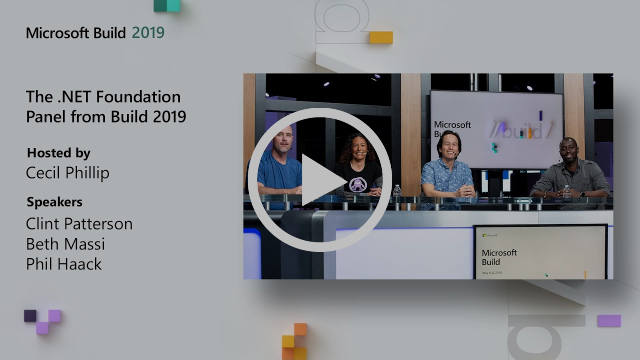 Microsoft Build 2019
The .NET Foundation
Panel from Build 2019
Hosted by
Cecil Phillip
Speakers
Clint Patterson
Beth Massi
Phil Haack
Microsoft
//build/
Microsoft
Build